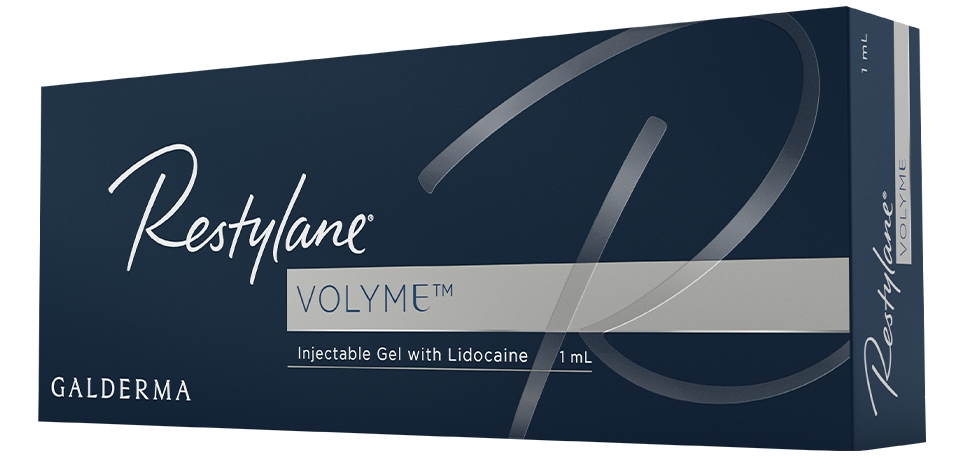 Restylane®
VOLYME™
Injectable Gel with Lidocaine 1 mL
GALDERMA
1 mL
Restylane®
VOLYME